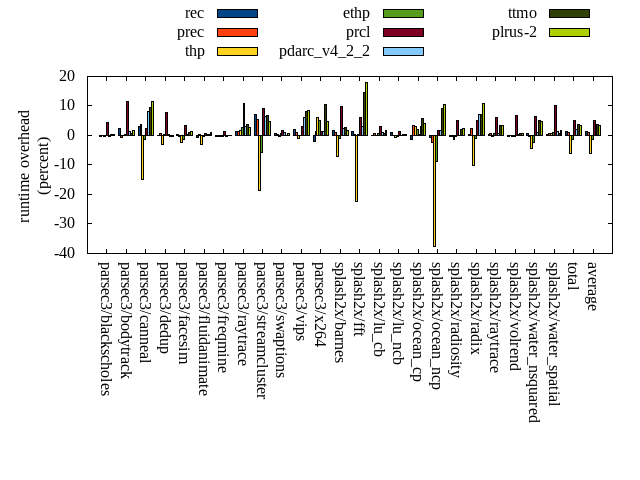 rec ethp ttmo
prec prcl plrus-2
thp pdarc_v4_2_2
20
10
0
-10
-20
-30
-40
runtime overhead
(percent)
parsec3/blackscholes
parsec3/bodytrack
parsec3/canneal
parsec3/dedup
parsec3/facesim
parsec3/fluidanimate
parsec3/freqmine
parsec3/raytrace
parsec3/streamcluster
parsec3/swaptions
parsec3/vips
parsec3/x264
splash2x/barnes
splash2x/fft
splash2x/lu_cb
splash2x/lu_ncb
splash2x/ocean_cp
splash2x/ocean_ncp
splash2x/radiosity
splash2x/radix
splash2x/raytrace
splash2x/volrend
splash2x/water_nsquared
splash2x/water_spatial
total
average